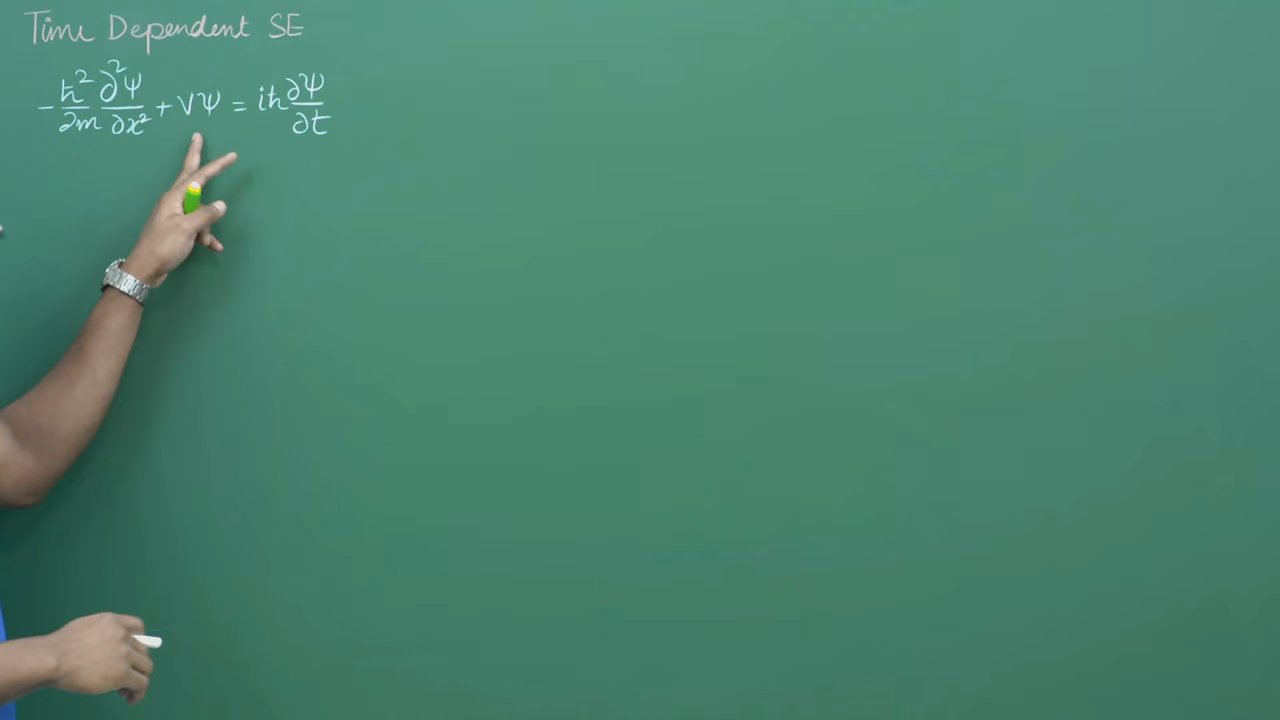 Time Dependent SE
-ℏ²/2m ∂²Ψ/∂x² + VΨ = iℏ ∂Ψ/∂t